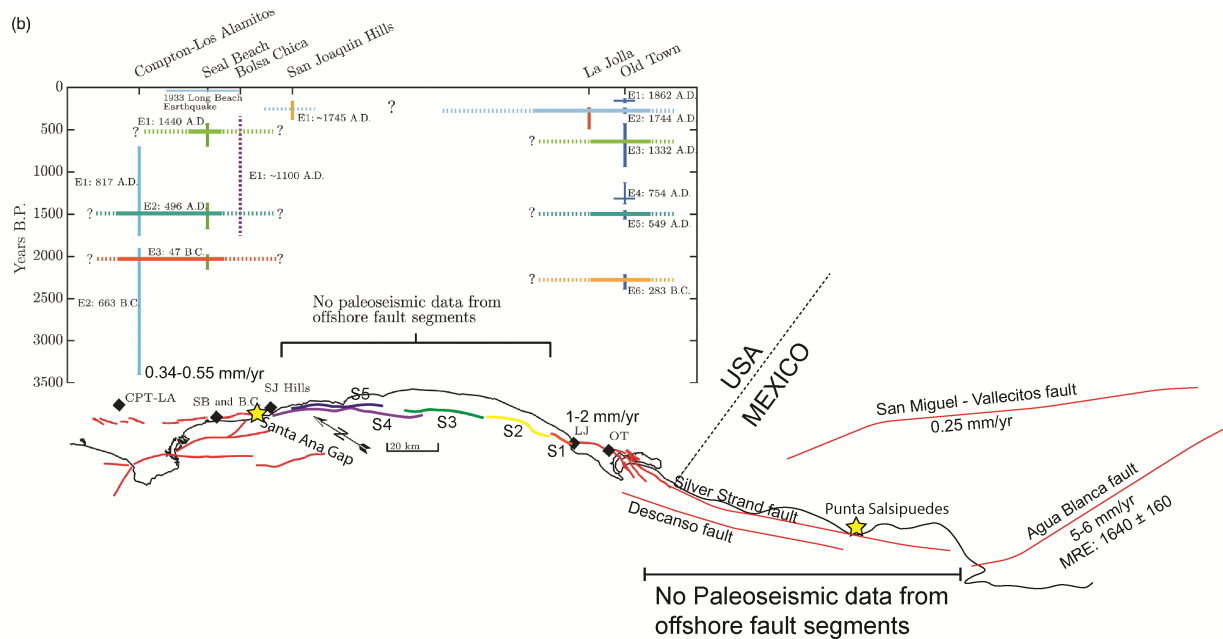 (b)
Compton-Los Alamitos
Seal Beach
Bolsa Chica
San Joaquin Hills
La Jolla
Old Town
Years B.P.
0
500
1000
1500
2000
2500
3000
3500
1933 Long Beach
Earthquake
E1: ~1745 A.D.
?
E1: 1862 A.D.
E2: 1744 A.D.
E1: 1440 A.D.
?
?
?
E3: 1332 A.D.
E1: 817 A.D.
E1: ~1100 A.D.
E4: 754 A.D.
E2: 496 A.D.
?
?
?
E5: 549 A.D.
E3: 47 B.C.
?
?
E2: 663 B.C.
?
E6: 283 B.C.
No paleoseismic data from
offshore fault segments
0.34-0.55 mm/yr
CPT-LA
SB and B.C.
SJ Hills
Santa Ana Gap
N
20 km
S5
S4
S3
S2
S1
1-2 mm/yr
LJ
OT
USA
MEXICO
San Miguel - Vallecitos fault
0.25 mm/yr
Silver Strand fault
Descanso fault
Punta Salsipuedes
Agua Blanca fault
5-6 mm/yr
MRE: 1640 ± 160
No Paleoseismic data from
offshore fault segments